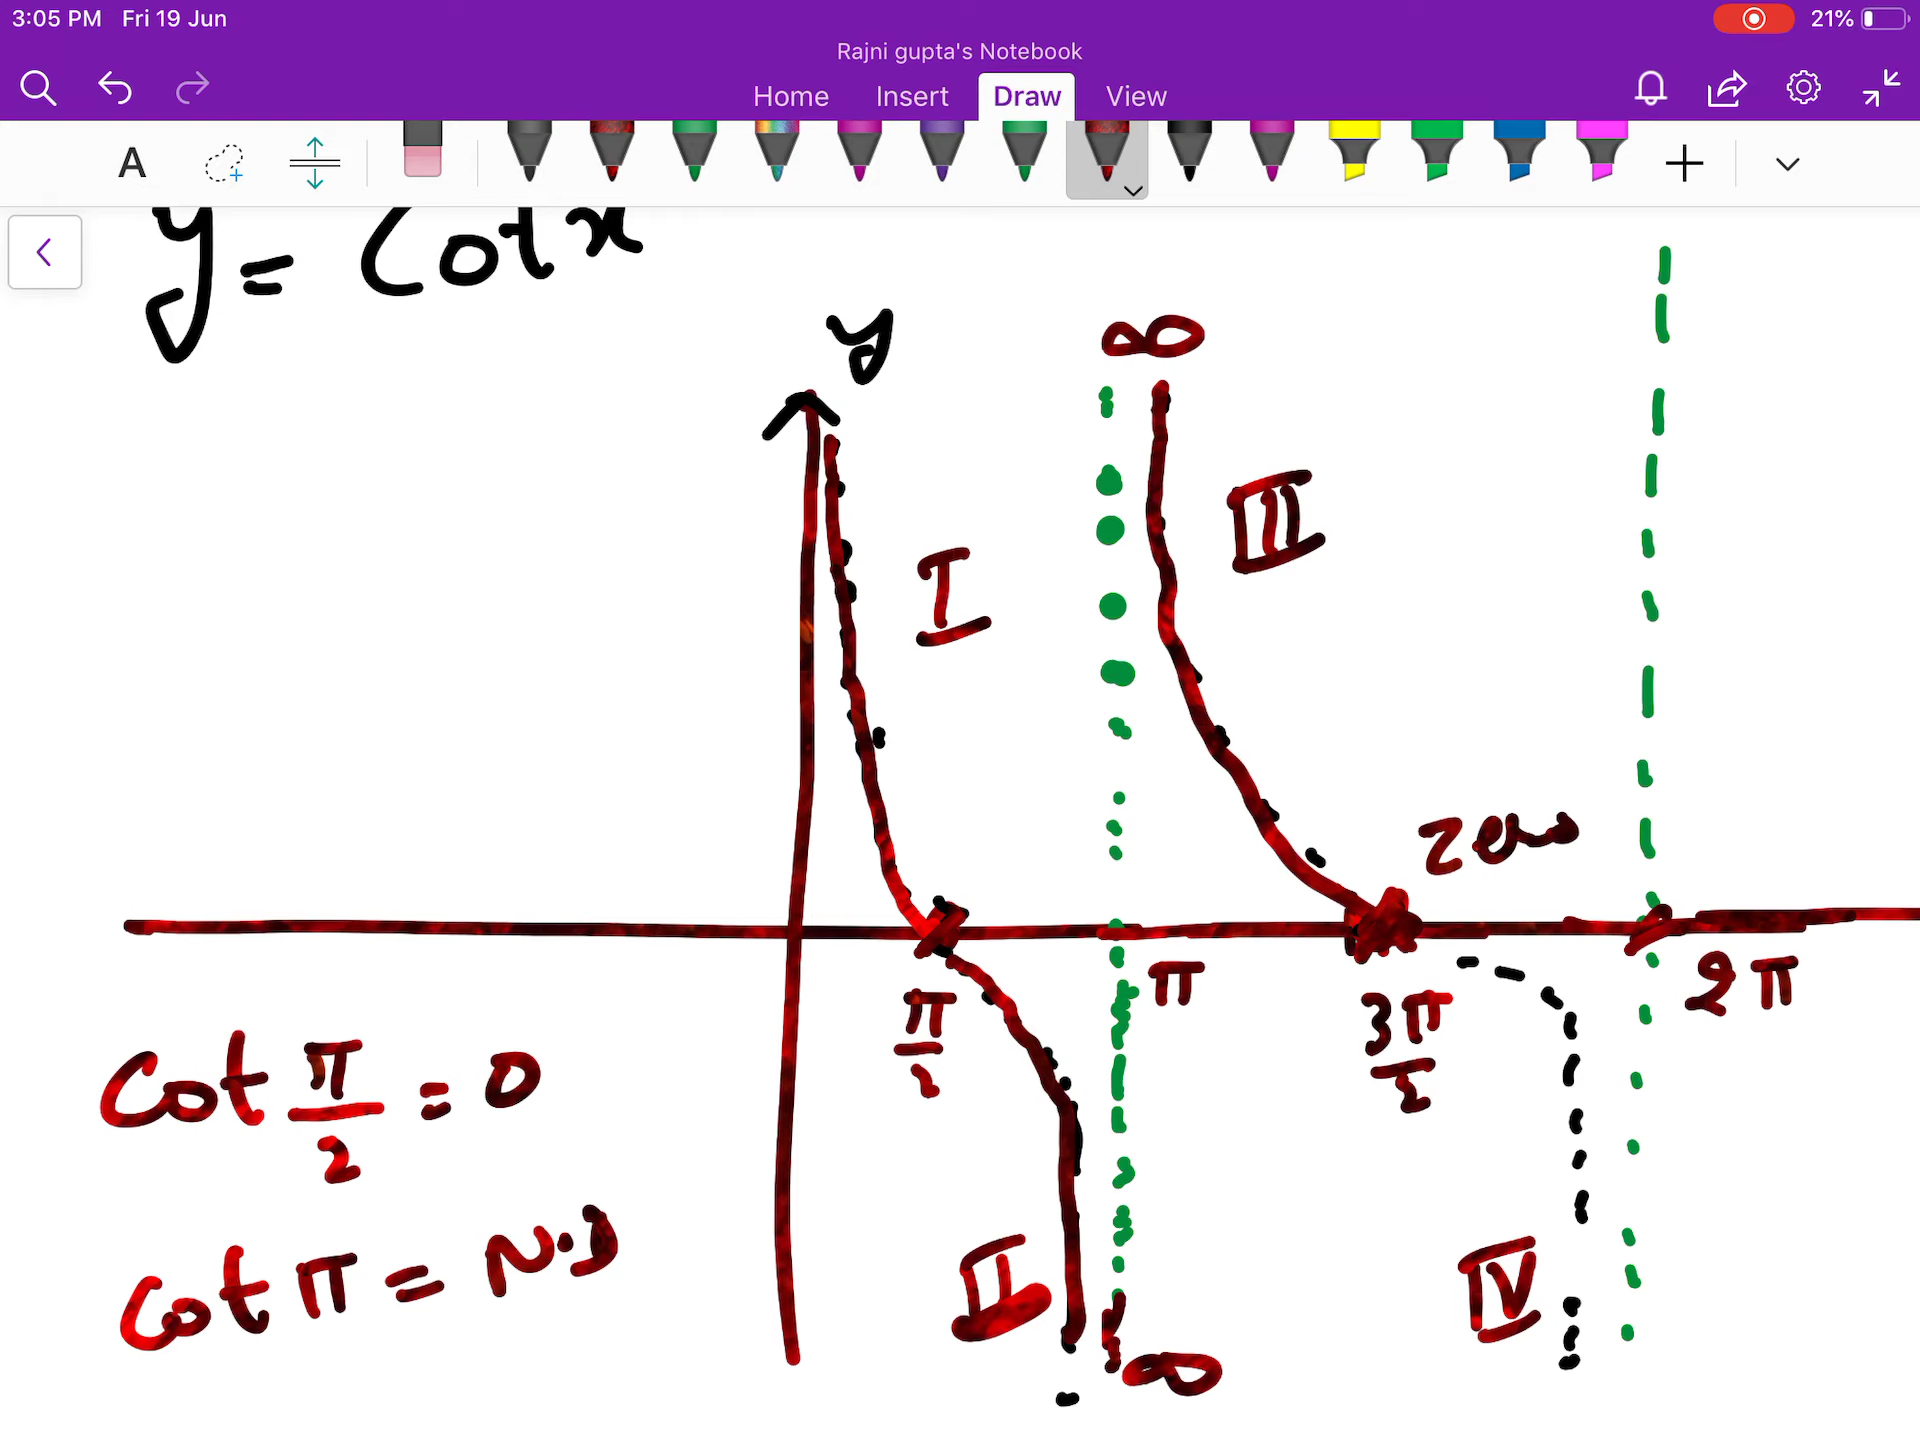 3:05 PM Fri 19 Jun
21%
Rajni gupta's Notebook
Home Insert Draw View
A
y = Cotx
y
∞
III
I
Zero
π
2π
π/2
3π/2
Cot π/2 = 0
Cot π = N.D
II
IV
-∞